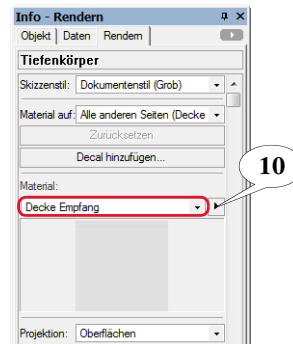 Info - Rendern
Objekt Daten Rendern
Tiefenkörper
Skizzenstil: Dokumentenstil (Grob)
Material auf: Alle anderen Seiten (Decke
Zurücksetzen
Decal hinzufügen...
10
Material:
Decke Empfang
Projektion: Oberflächen